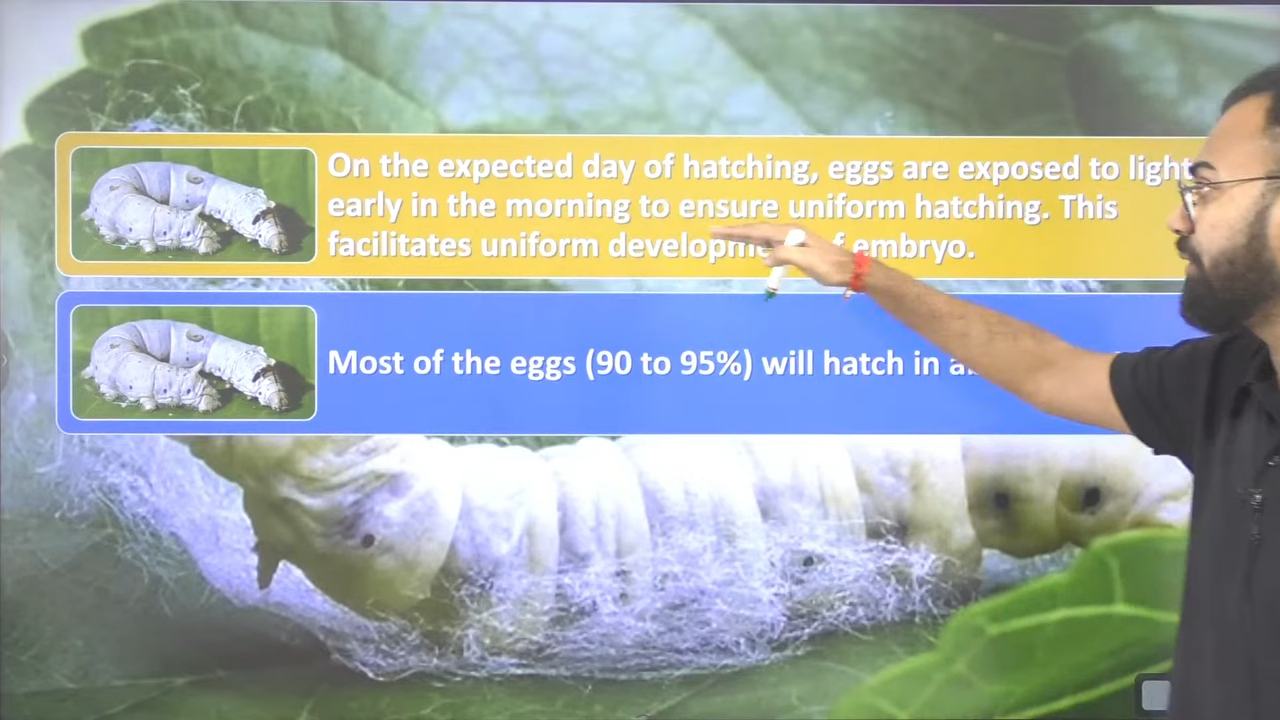 On the expected day of hatching, eggs are exposed to light
early in the morning to ensure uniform hatching. This
facilitates uniform embryo.
Most of the eggs (90 to 95%) will hatch in